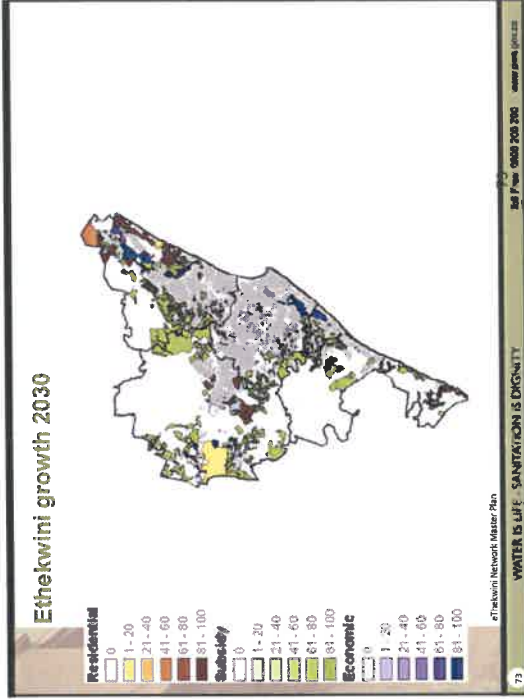 Ethekwini growth 2030
Residential
0
1 - 20
21 - 40
41 - 60
61 - 80
81 - 100
Subsidy
0
1 - 20
21 - 40
41 - 60
61 - 80
81 - 100
Economic
0
1 - 20
21 - 40
41 - 60
61 - 80
81 - 100
eThekwini Network Master Plan
73
WATER IS LIFE - SANITATION IS DIGNITY
Toll Free 0800 200 200
73